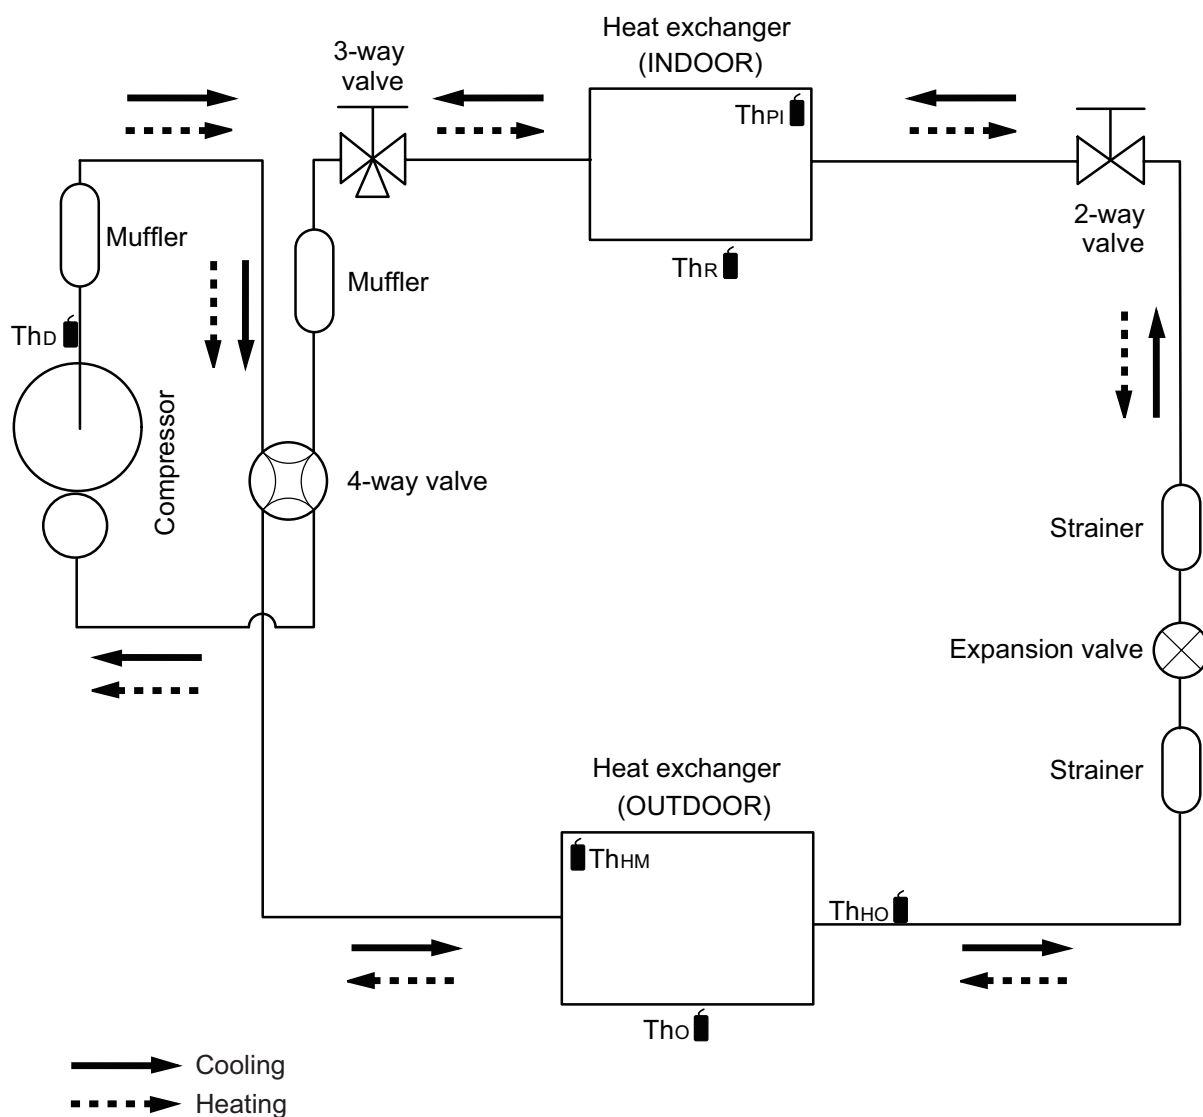 Heat exchanger
(INDOOR)
3-way
valve
ThPI
Muffler
2-way
valve
ThR
Muffler
ThD
Compressor
4-way valve
Strainer
Expansion valve
Heat exchanger
(OUTDOOR)
Strainer
ThHM
ThHO
ThO
Cooling
Heating